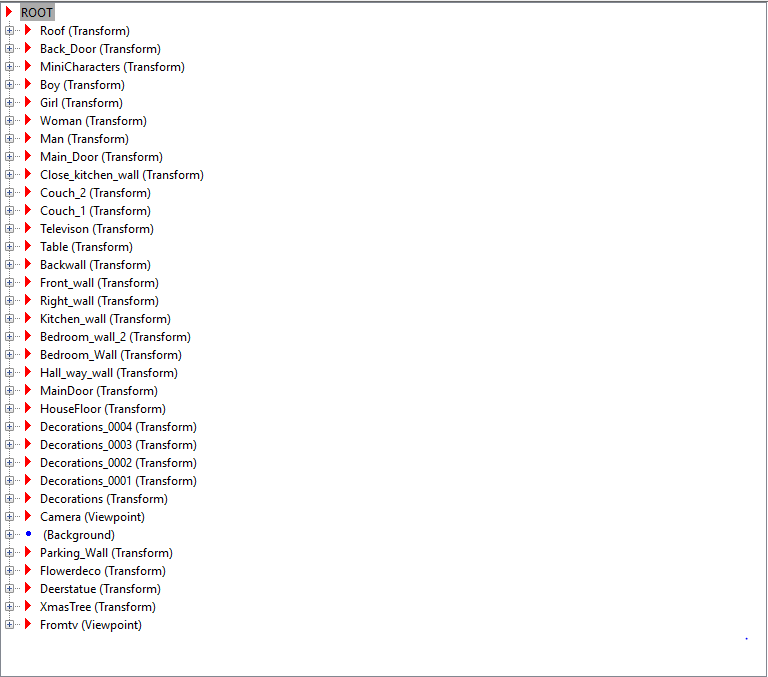 ROOT
Roof (Transform)
Back_Door (Transform)
MiniCharacters (Transform)
Boy (Transform)
Girl (Transform)
Woman (Transform)
Man (Transform)
Main_Door (Transform)
Close_kitchen_wall (Transform)
Couch_2 (Transform)
Couch_1 (Transform)
Televison (Transform)
Table (Transform)
Backwall (Transform)
Front_wall (Transform)
Right_wall (Transform)
Kitchen_wall (Transform)
Bedroom_wall_2 (Transform)
Bedroom_Wall (Transform)
Hall_way_wall (Transform)
MainDoor (Transform)
HouseFloor (Transform)
Decorations_0004 (Transform)
Decorations_0003 (Transform)
Decorations_0002 (Transform)
Decorations_0001 (Transform)
Decorations (Transform)
Camera (Viewpoint)
(Background)
Parking_Wall (Transform)
Flowerdeco (Transform)
Deerstatue (Transform)
XmasTree (Transform)
Fromtv (Viewpoint)